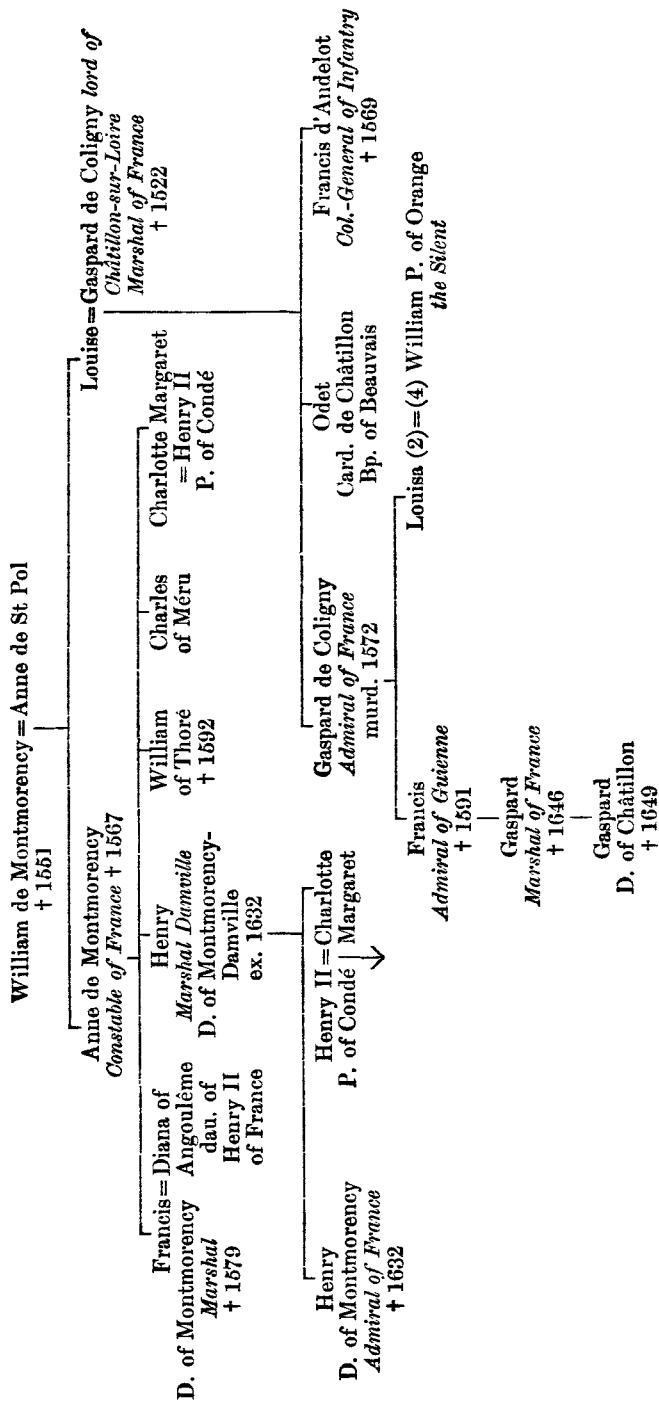 William de Montmorency=Anne de St Pol
† 1551
Anne de Montmorency
Constable of France † 1567
Louise=Gaspard de Coligny lord of
Châtillon-sur-Loire
Marshal of France
† 1522
Francis=Diana of
D. of Montmorency Angoulême
Marshal dau. of
† 1579 Henry II
of France
Henry
Marshal Damville
D. of Montmorency-
Damville
ex. 1632
William
of Thoré
† 1592
Charles
of Méru
Charlotte Margaret
=Henry II
P. of Condé
Henry
D. of Montmorency
Admiral of France
† 1632
Henry II=Charlotte
P. of Condé Margaret
Gaspard de Coligny
Admiral of France
murd. 1572
Odet
Card. de Châtillon
Bp. of Beauvais
Francis d'Andelot
Col.-General of Infantry
† 1569
Francis
Admiral of Guienne
† 1591
Gaspard
Marshal of France
† 1646
Gaspard
D. of Châtillon
† 1649
Louisa (2)=(4) William P. of Orange
the Silent